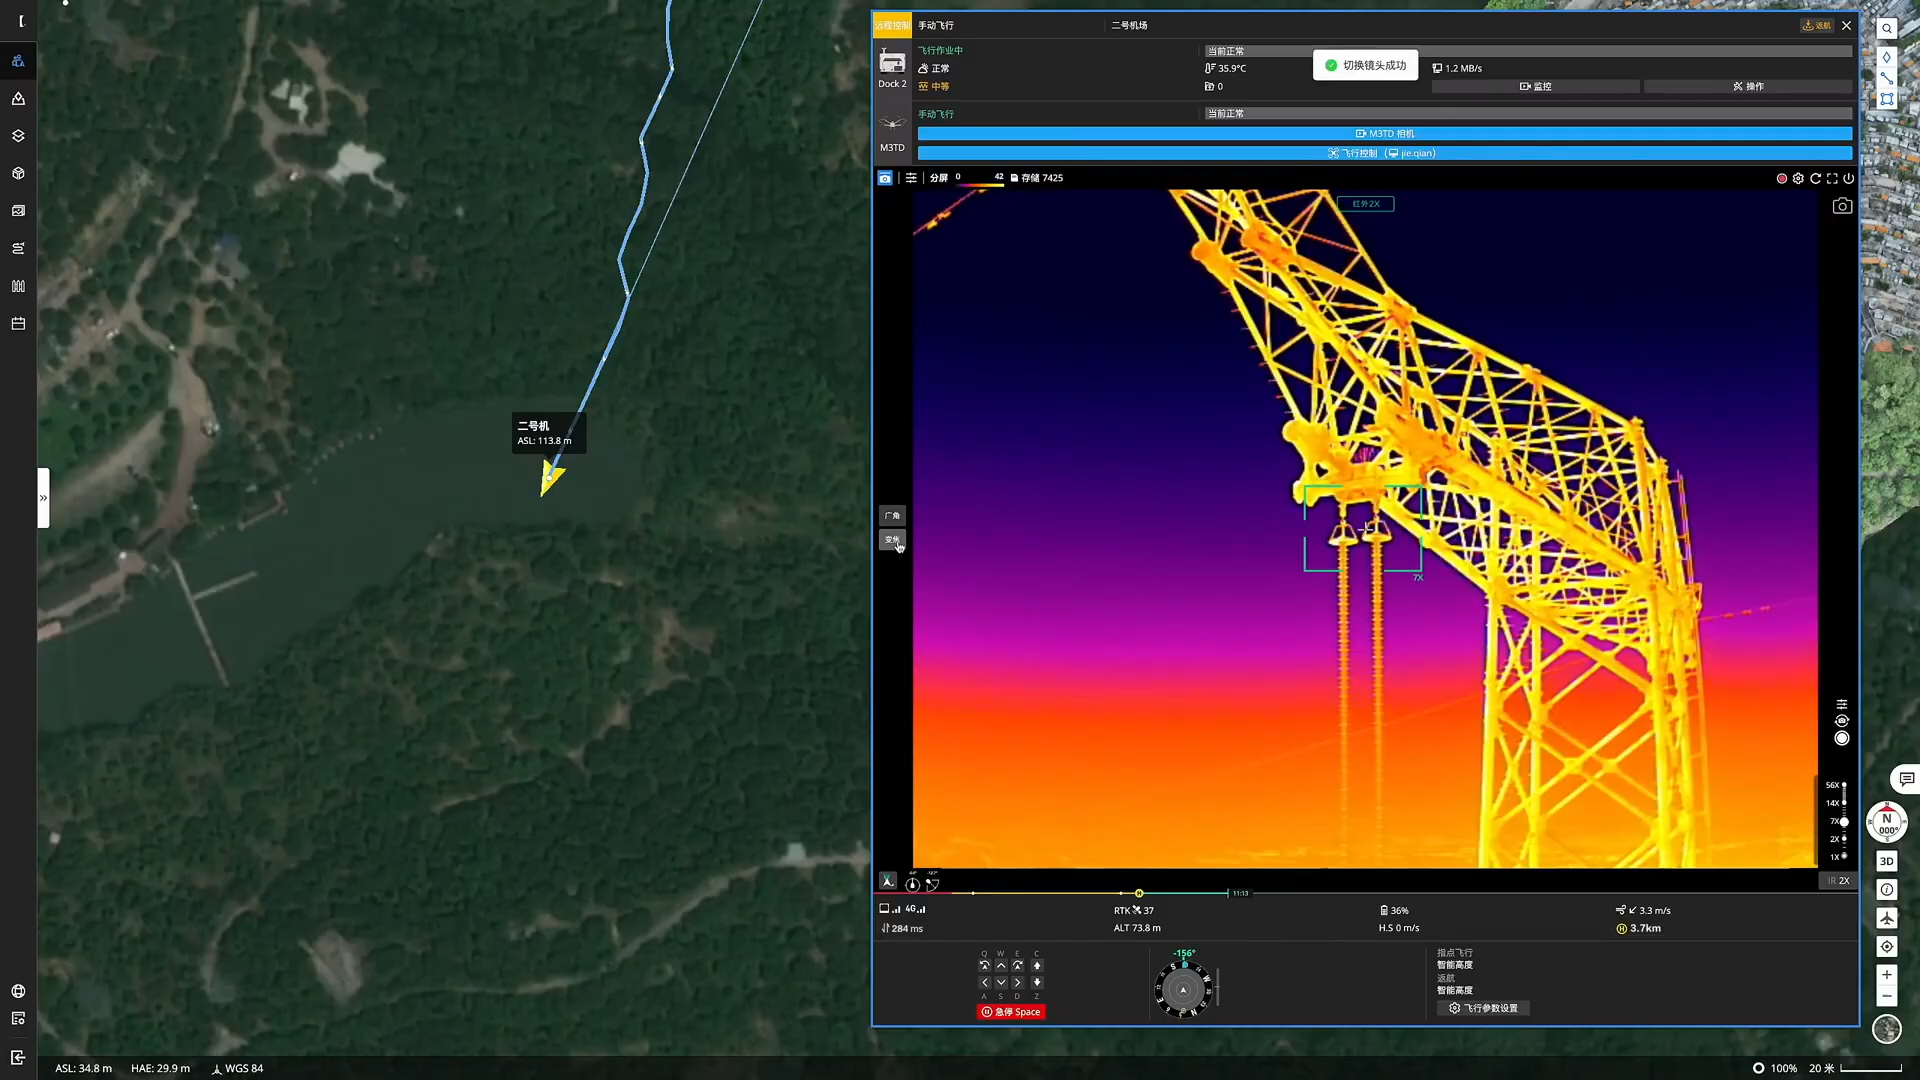 远程控制
手动飞行
二号机场
返航
飞行作业中
当前正常
切换镜头成功
正常
35.9°C
1.2 MB/s
Dock 2
中等
0
监控
操作
手动飞行
当前正常
M3TD 相机
M3TD
飞行控制 ( jie.qian)
分屏
0
42
存储 7425
红外2X
二号机
ASL: 113.8 m
广角
变焦
7X
56X
14X
7X
2X
1X
N
000°
3D
IR 2X
11:13
4G
RTK 37
36%
3.3 m/s
284 ms
ALT 73.8 m
H.S 0 m/s
3.7km
Q W E C
A S D Z
急停 Space
-156°
指点飞行
智能高度
返航
智能高度
飞行参数设置
ASL: 34.8 m
HAE: 29.9 m
WGS 84
100%
20 米